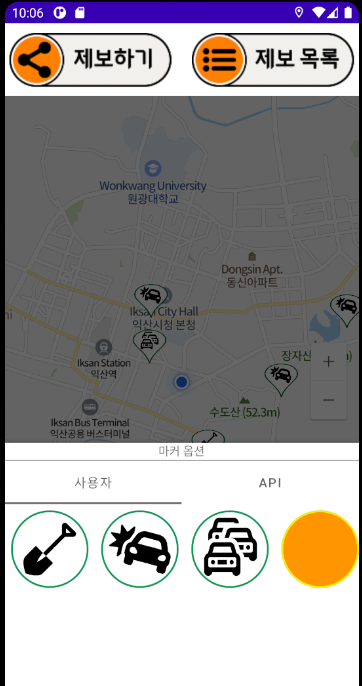 10:06
제보하기
제보 목록
Wonkwang University
원광대학교
Dongsin Apt.
동신아파트
Iksan City Hall
익산시청 본청
Iksan Station
익산역
장자산
수도산 (52.3m)
Iksan Bus Terminal
익산공용 버스터미널
마커 옵션
사용자
API